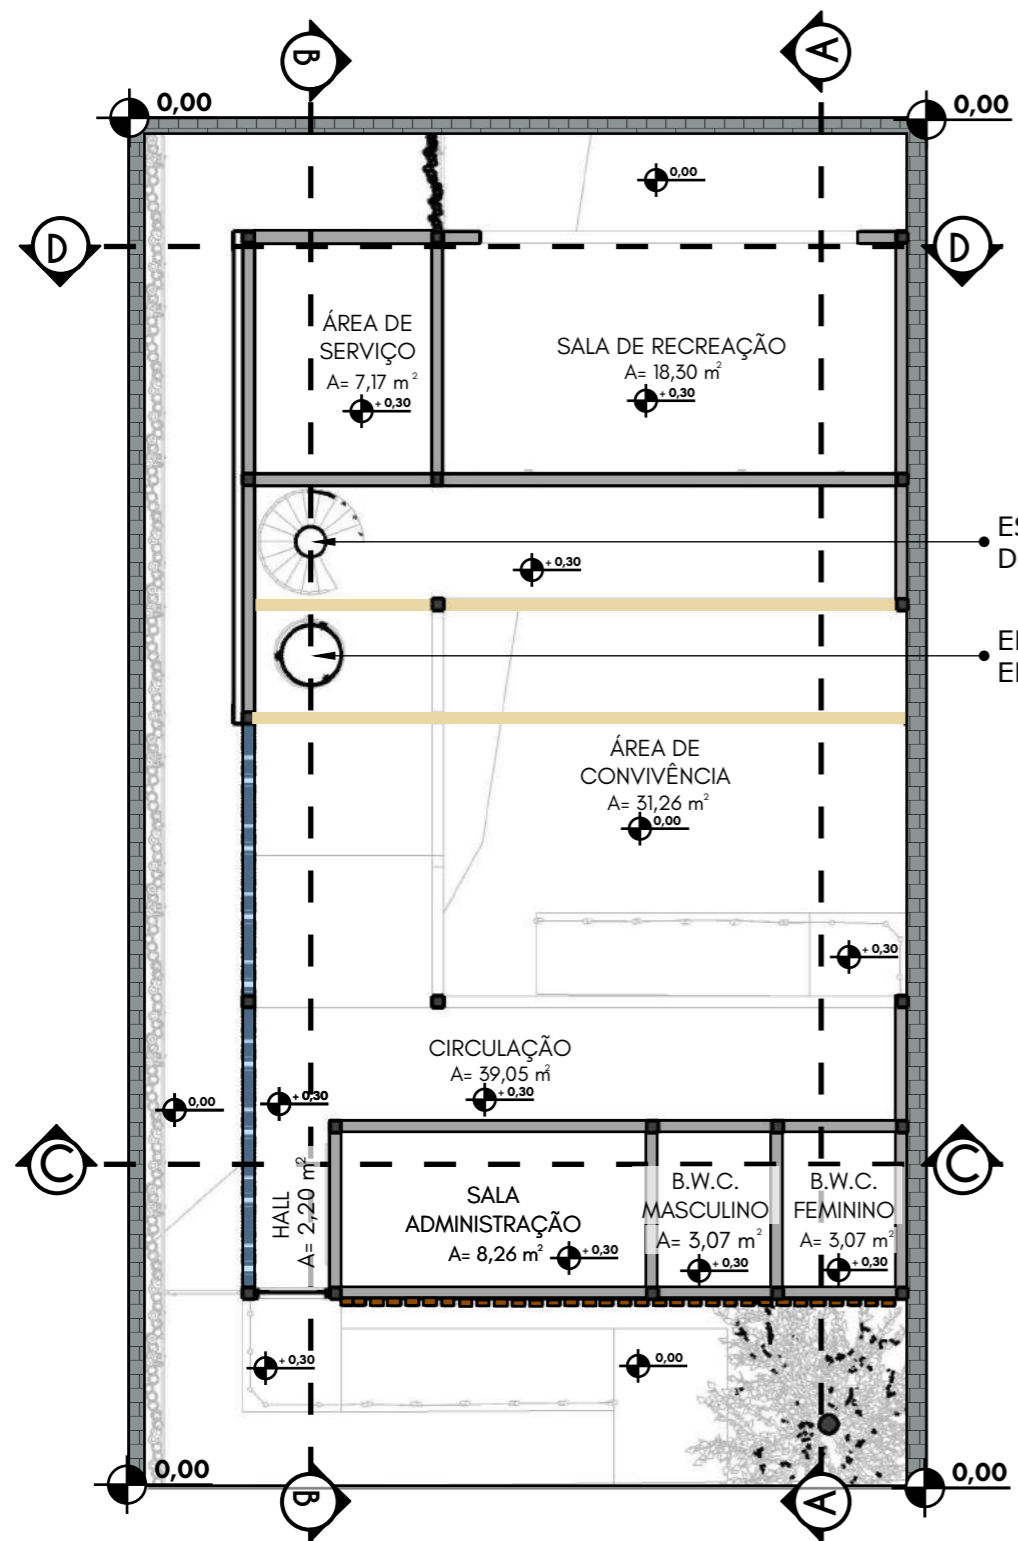 B
A
0,00
0,00
0,00
D
D
ÁREA DE
SERVIÇO
A= 7,17 m²
+ 0,30
SALA DE RECREAÇÃO
A= 18,30 m²
+ 0,30
+ 0,30
ÁREA DE
CONVIVÊNCIA
A= 31,26 m²
0,00
+ 0,30
CIRCULAÇÃO
A= 39,05 m²
+ 0,30
0,00
+ 0,30
C
C
HALL
A= 2,20 m²
SALA
ADMINISTRAÇÃO
A= 8,26 m²
+ 0,30
B.W.C.
MASCULINO
A= 3,07 m²
+ 0,30
B.W.C.
FEMININO
A= 3,07 m²
+ 0,30
+ 0,30
0,00
0,00
0,00
B
A